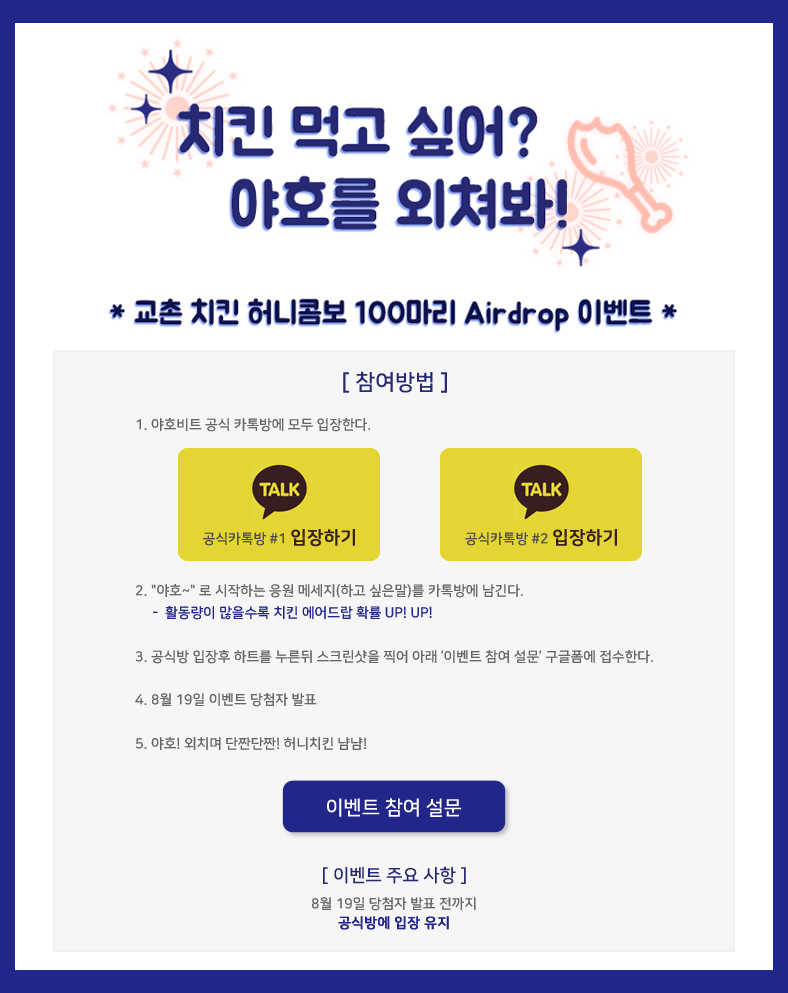 치킨 먹고 싶어?
야호를 외쳐봐!
* 교촌 치킨 허니콤보 100마리 Airdrop 이벤트 *
[ 참여방법 ]
1. 야호비트 공식 카톡방에 모두 입장한다.
TALK
공식카톡방 #1 입장하기
TALK
공식카톡방 #2 입장하기
2. "야호~" 로 시작하는 응원 메세지(하고 싶은말)를 카톡방에 남긴다.
- 활동량이 많을수록 치킨 에어드랍 확률 UP! UP!
3. 공식방 입장후 하트를 누른뒤 스크린샷을 찍어 아래 ‘이벤트 참여 설문’ 구글폼에 접수한다.
4. 8월 19일 이벤트 당첨자 발표
5. 야호! 외치며 단짠단짠! 허니치킨 냠냠!
이벤트 참여 설문
[ 이벤트 주요 사항 ]
8월 19일 당첨자 발표 전까지
공식방에 입장 유지